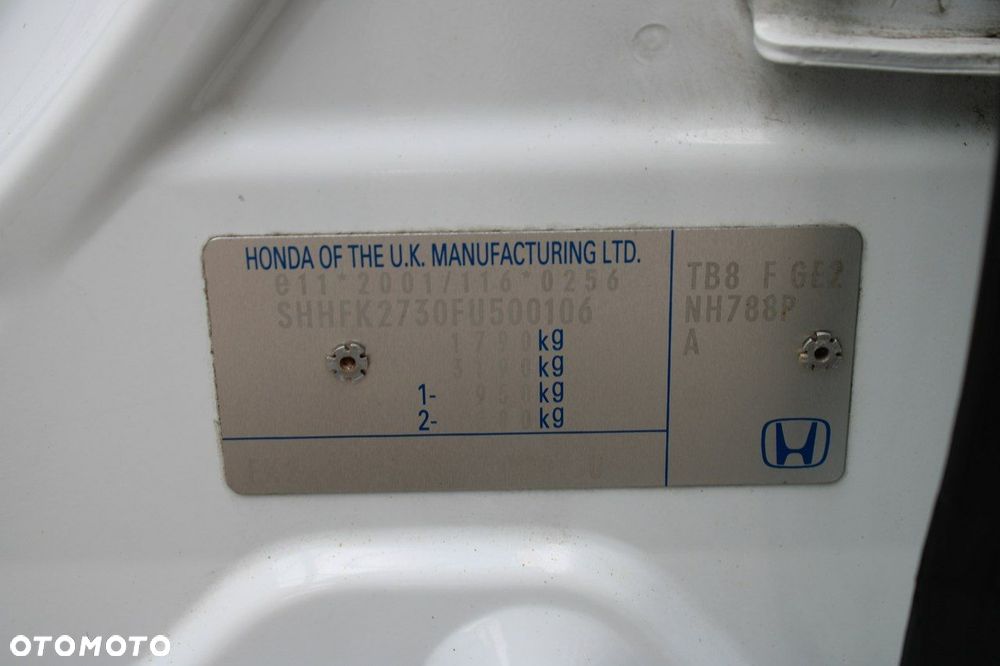 HONDA OF THE U.K. MANUFACTURING LTD.
e11*2001/116*0256
SHHFK2730FU500106
1790kg
kg
1- kg
2- kg
TB8 F GE2
NH788P
A
OTOMOTO